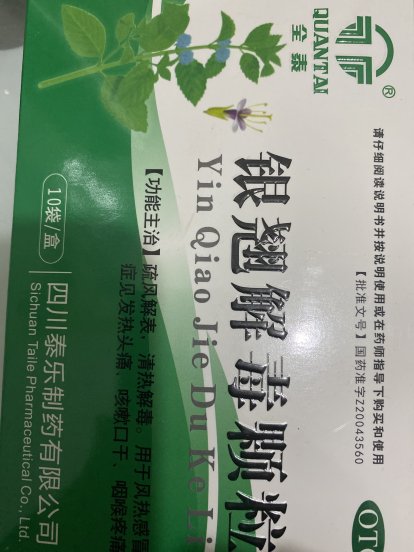 QUANTAI
全泰
®
请仔细阅读说明书并按说明使用或在药师指导下购买和使用
【批准文号】国药准字Z20043560
OT
银翘解毒颗粒
Yin Qiao Jie Du Ke Li
【功能主治】疏风解表，清热解毒。用于风热感冒
症见发热头痛、咳嗽口干、咽喉疼痛
10袋/盒
四川泰乐制药有限公司
Sichuan Taile Pharmaceutical Co., Ltd.